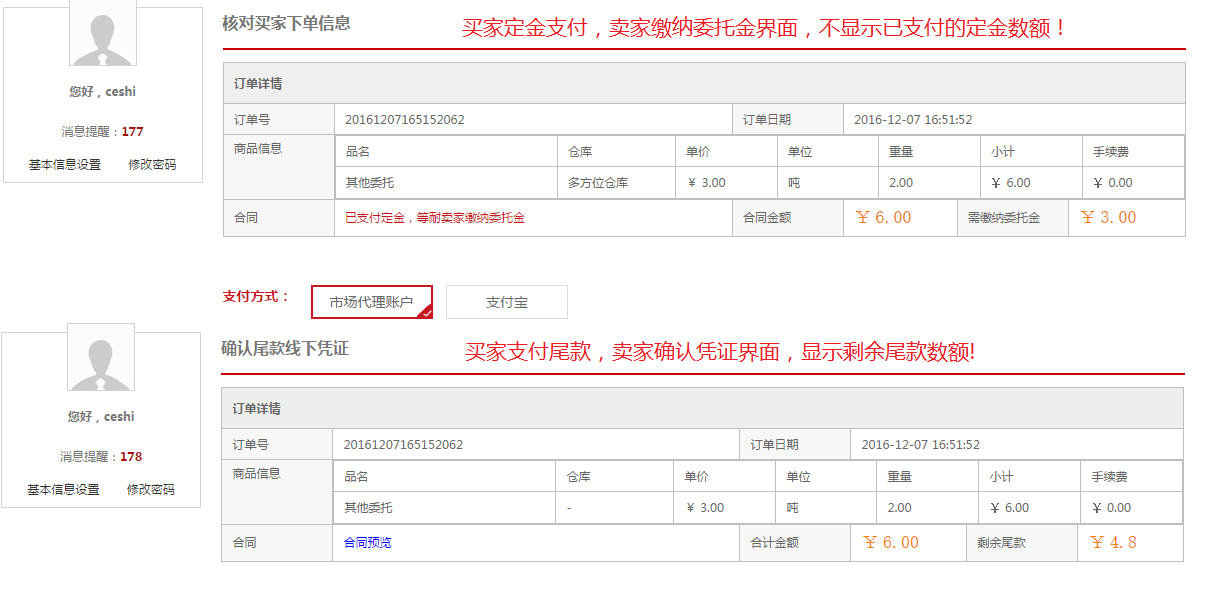 核对买家下单信息
买家定金支付，卖家缴纳委托金界面，不显示已支付的定金数额！
您好，ceshi
消息提醒：177
基本信息设置 修改密码
订单详情
订单号 20161207165152062 订单日期 2016-12-07 16:51:52
商品信息 品名 仓库 单价 单位 重量 小计 手续费
其他委托 多方位仓库 ￥ 3.00 吨 2.00 ￥ 6.00 ￥ 0.00
合同 已支付定金，等耐卖家缴纳委托金 合同金额 ￥ 6.00 需缴纳委托金 ￥ 3.00
支付方式： 市场代理账户 支付宝
确认尾款线下凭证
买家支付尾款，卖家确认凭证界面，显示剩余尾款数额!
您好，ceshi
消息提醒：178
基本信息设置 修改密码
订单详情
订单号 20161207165152062 订单日期 2016-12-07 16:51:52
商品信息 品名 仓库 单价 单位 重量 小计 手续费
其他委托 - ￥ 3.00 吨 2.00 ￥ 6.00 ￥ 0.00
合同 合同预览 合计金额 ￥ 6.00 剩余尾款 ￥ 4.8